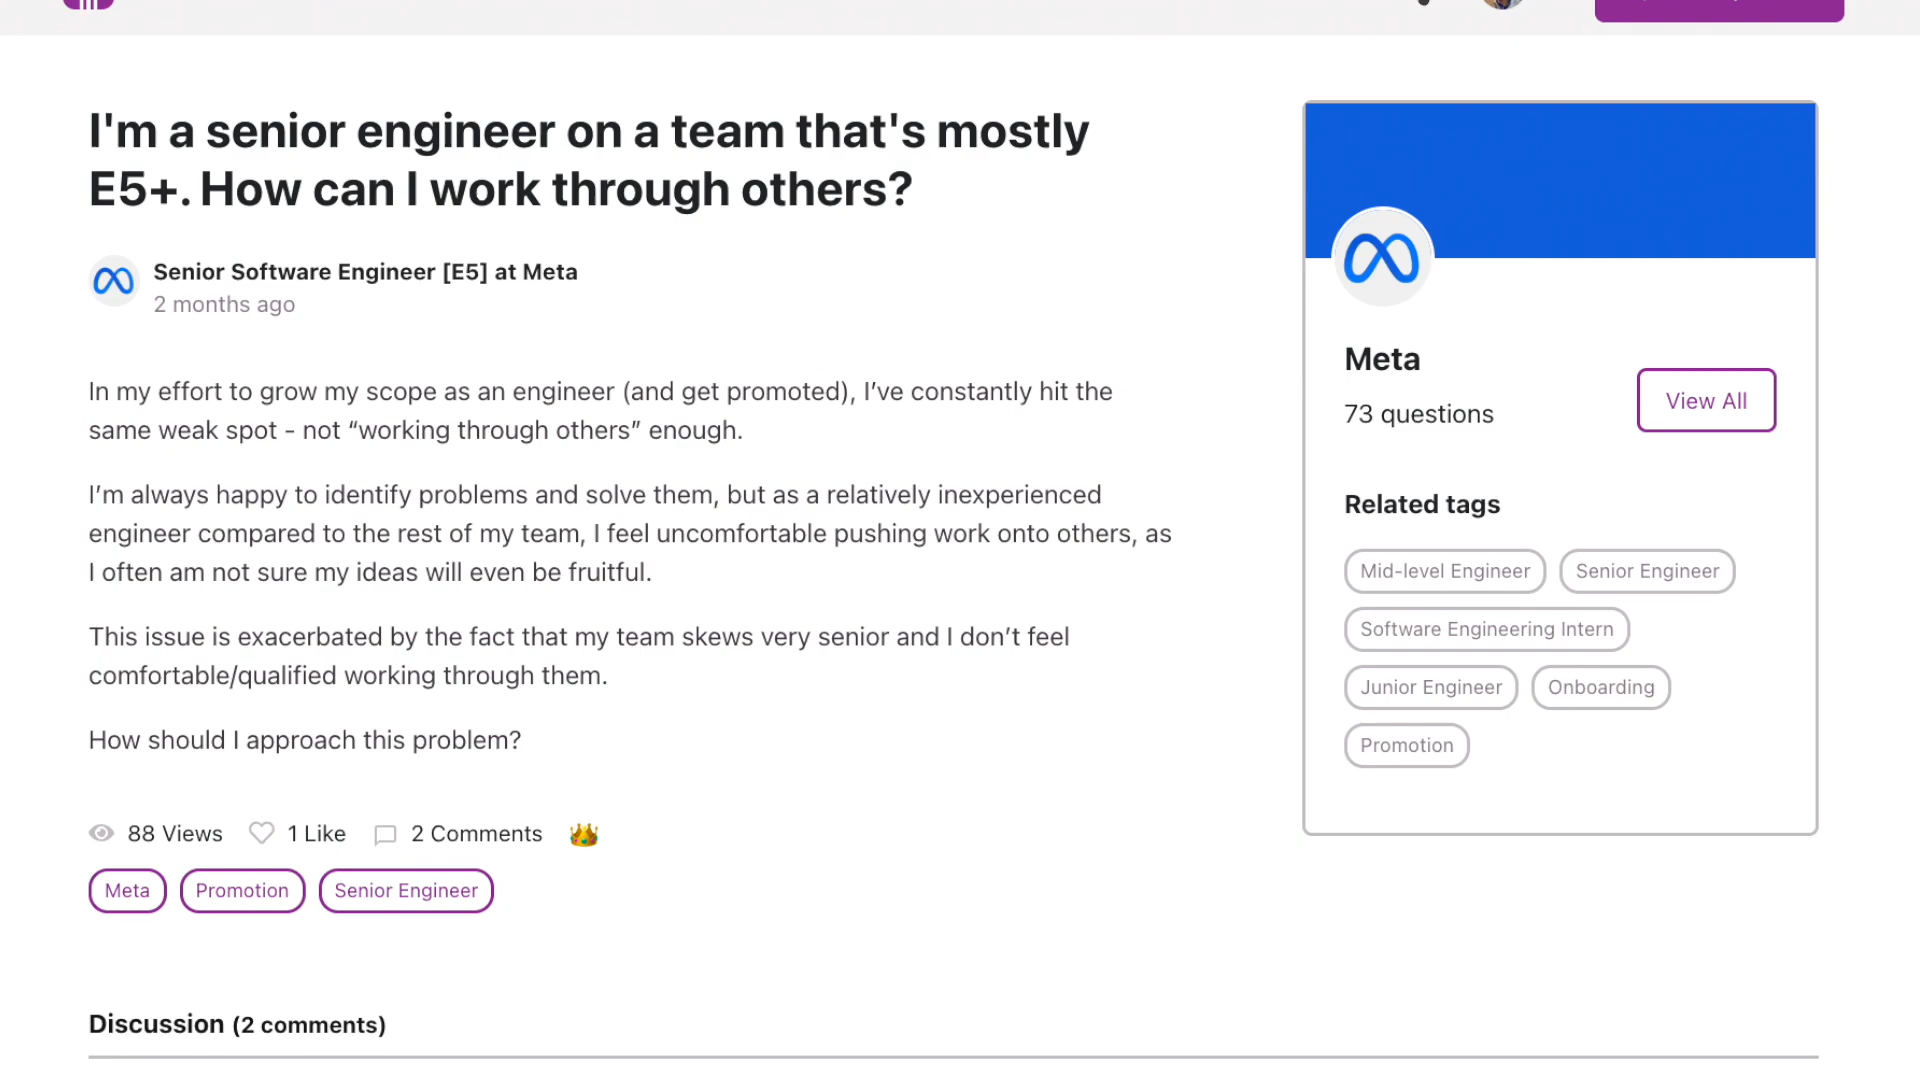 I'm a senior engineer on a team that's mostly
E5+. How can I work through others?
Senior Software Engineer [E5] at Meta
2 months ago
In my effort to grow my scope as an engineer (and get promoted), I’ve constantly hit the
same weak spot - not “working through others” enough.
I’m always happy to identify problems and solve them, but as a relatively inexperienced
engineer compared to the rest of my team, I feel uncomfortable pushing work onto others, as
I often am not sure my ideas will even be fruitful.
This issue is exacerbated by the fact that my team skews very senior and I don’t feel
comfortable/qualified working through them.
How should I approach this problem?
88 Views 1 Like 2 Comments
Meta Promotion Senior Engineer
Discussion (2 comments)
Meta
73 questions
View All
Related tags
Mid-level Engineer Senior Engineer
Software Engineering Intern
Junior Engineer Onboarding
Promotion